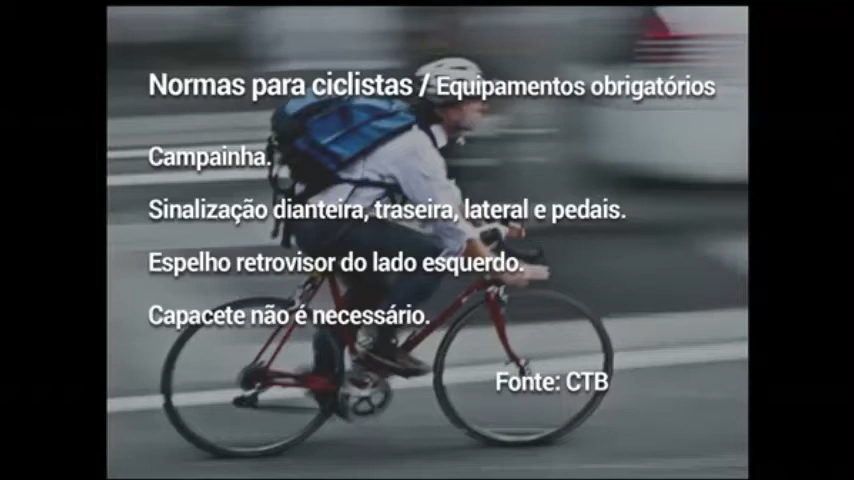 Normas para ciclistas / Equipamentos obrigatórios
Campainha.
Sinalização dianteira, traseira, lateral e pedais.
Espelho retrovisor do lado esquerdo.
Capacete não é necessário.
Fonte: CTB